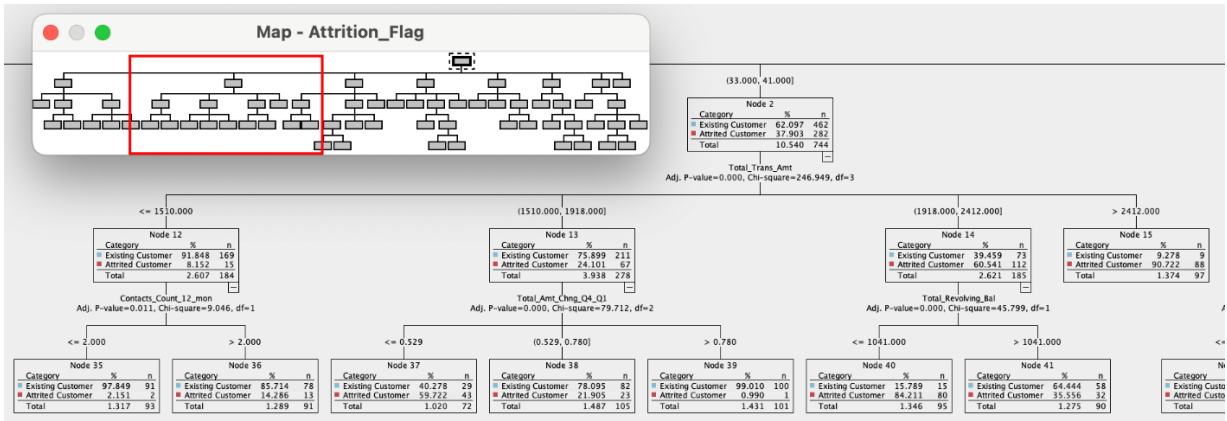 Map - Attrition_Flag
(33.000, 41.000]
Node 2
Category % n
Existing Customer 62.097 462
Attrited Customer 37.903 282
Total 10.540 744
Total_Trans_Amt
Adj. P-value=0.000, Chi-square=246.949, df=3
<= 1510.000
(1510.000, 1918.000]
(1918.000, 2412.000]
> 2412.000
Node 12
Category % n
Existing Customer 91.848 169
Attrited Customer 8.152 15
Total 2.607 184
Node 13
Category % n
Existing Customer 75.899 211
Attrited Customer 24.101 67
Total 3.938 278
Node 14
Category % n
Existing Customer 39.459 73
Attrited Customer 60.541 112
Total 2.621 185
Node 15
Category % n
Existing Customer 9.278 9
Attrited Customer 90.722 88
Total 1.374 97
Contacts_Count_12_mon
Adj. P-value=0.011, Chi-square=9.046, df=1
Total_Amt_Chng_Q4_Q1
Adj. P-value=0.000, Chi-square=79.712, df=2
Total_Revolving_Bal
Adj. P-value=0.000, Chi-square=45.799, df=1
<= 2.000
> 2.000
<= 0.529
(0.529, 0.780]
> 0.780
<= 1041.000
> 1041.000
Node 35
Category % n
Existing Customer 97.849 91
Attrited Customer 2.151 2
Total 1.317 93
Node 36
Category % n
Existing Customer 85.714 78
Attrited Customer 14.286 13
Total 1.289 91
Node 37
Category % n
Existing Customer 40.278 29
Attrited Customer 59.722 43
Total 1.020 72
Node 38
Category % n
Existing Customer 78.095 82
Attrited Customer 21.905 23
Total 1.487 105
Node 39
Category % n
Existing Customer 99.010 100
Attrited Customer 0.990 1
Total 1.431 101
Node 40
Category % n
Existing Customer 15.789 15
Attrited Customer 84.211 80
Total 1.346 95
Node 41
Category % n
Existing Customer 64.444 58
Attrited Customer 35.556 32
Total 1.275 90
Category
Total